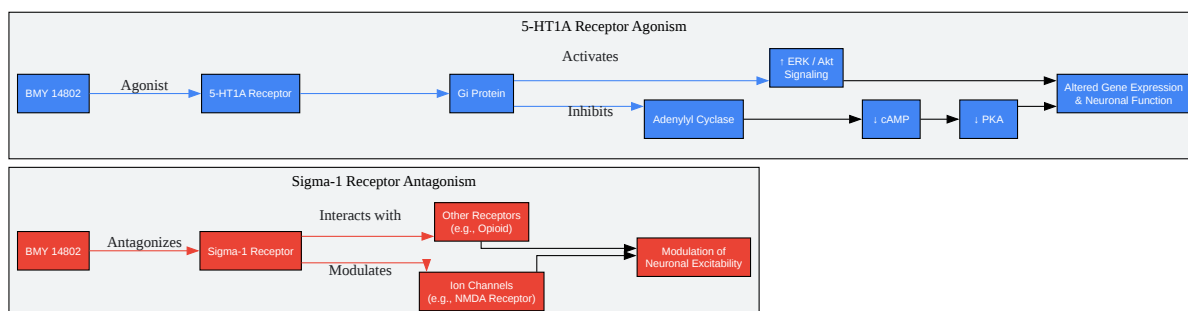 5-HT1A Receptor Agonism
BMY 14802
Agonist
5-HT1A Receptor
Gi Protein
Activates
↑ ERK / Akt
Signaling
Inhibits
Adenylyl Cyclase
↓ cAMP
↓ PKA
Altered Gene Expression
& Neuronal Function
Sigma-1 Receptor Antagonism
BMY 14802
Antagonizes
Sigma-1 Receptor
Interacts with
Other Receptors
(e.g., Opioid)
Modulates
Ion Channels
(e.g., NMDA Receptor)
Modulation of
Neuronal Excitability